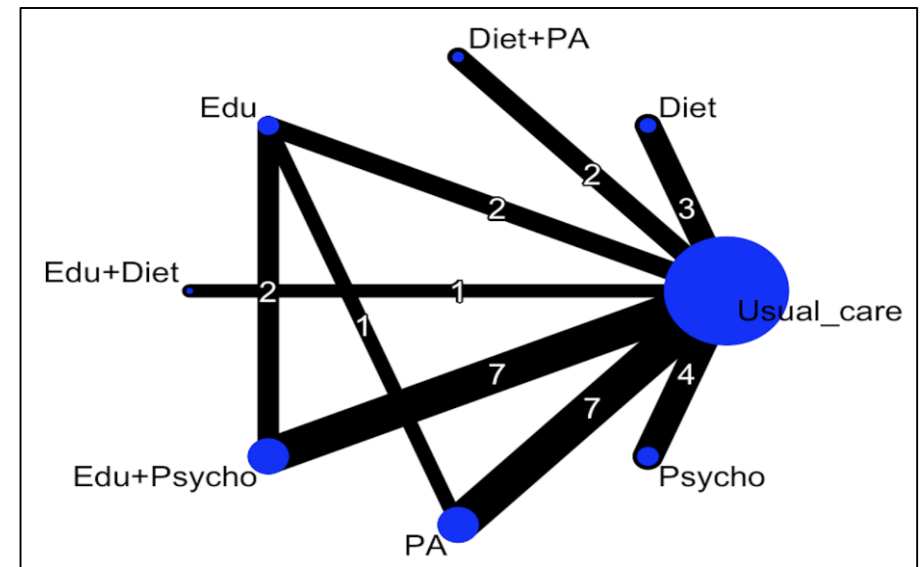 Diet+PA
Edu
Diet
2
2
3
Edu+Diet
2
1
Usual_care
1
7
4
7
Edu+Psycho
Psycho
PA